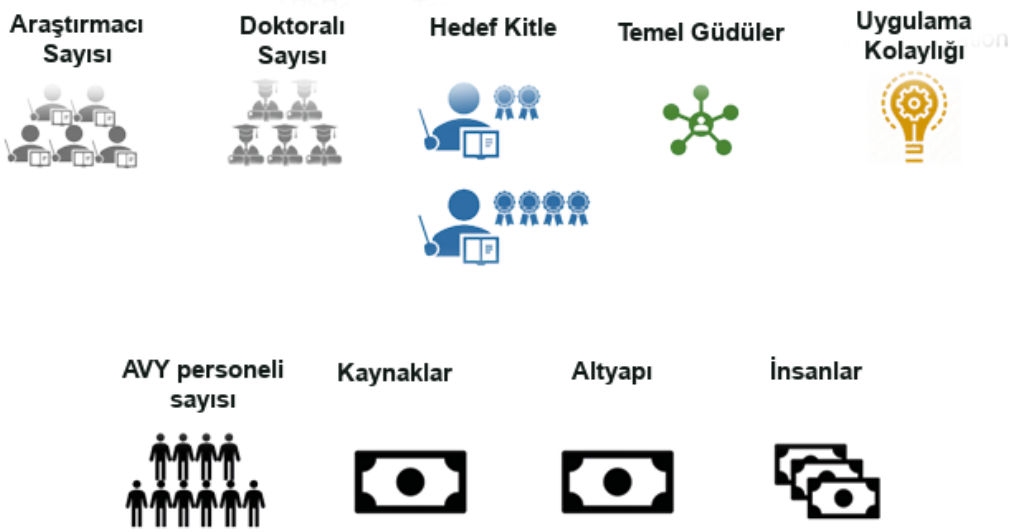 Araştırmacı
Sayısı
Doktoralı
Sayısı
Hedef Kitle
Temel Güdüler
Uygulama
Kolaylığı
AVY personeli
sayısı
Kaynaklar
Altyapı
İnsanlar